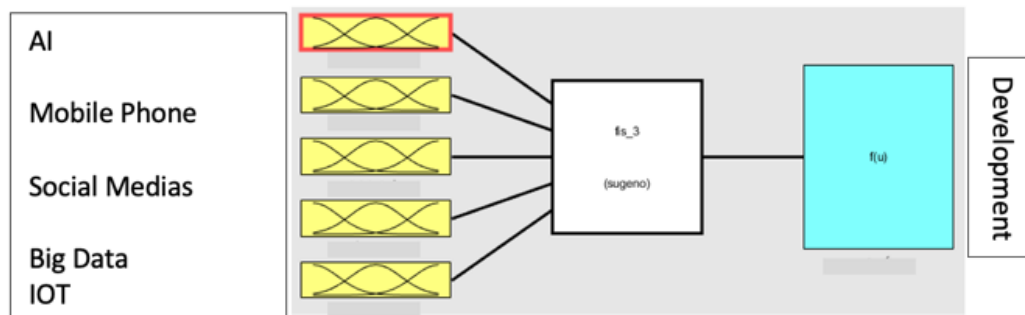 AI
Mobile Phone
Social Medias
Big Data
IOT
fis_3
(sugeno)
f(u)
Development